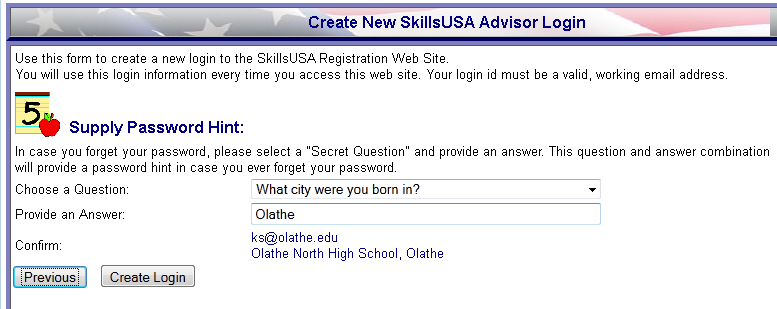 Create New SkillsUSA Advisor Login
Use this form to create a new login to the SkillsUSA Registration Web Site.
You will use this login information every time you access this web site. Your login id must be a valid, working email address.
5
Supply Password Hint:
In case you forget your password, please select a "Secret Question" and provide an answer. This question and answer combination
will provide a password hint in case you ever forget your password.
Choose a Question: What city were you born in?
Provide an Answer: Olathe
Confirm: ks@olathe.edu
Olathe North High School, Olathe
Previous Create Login